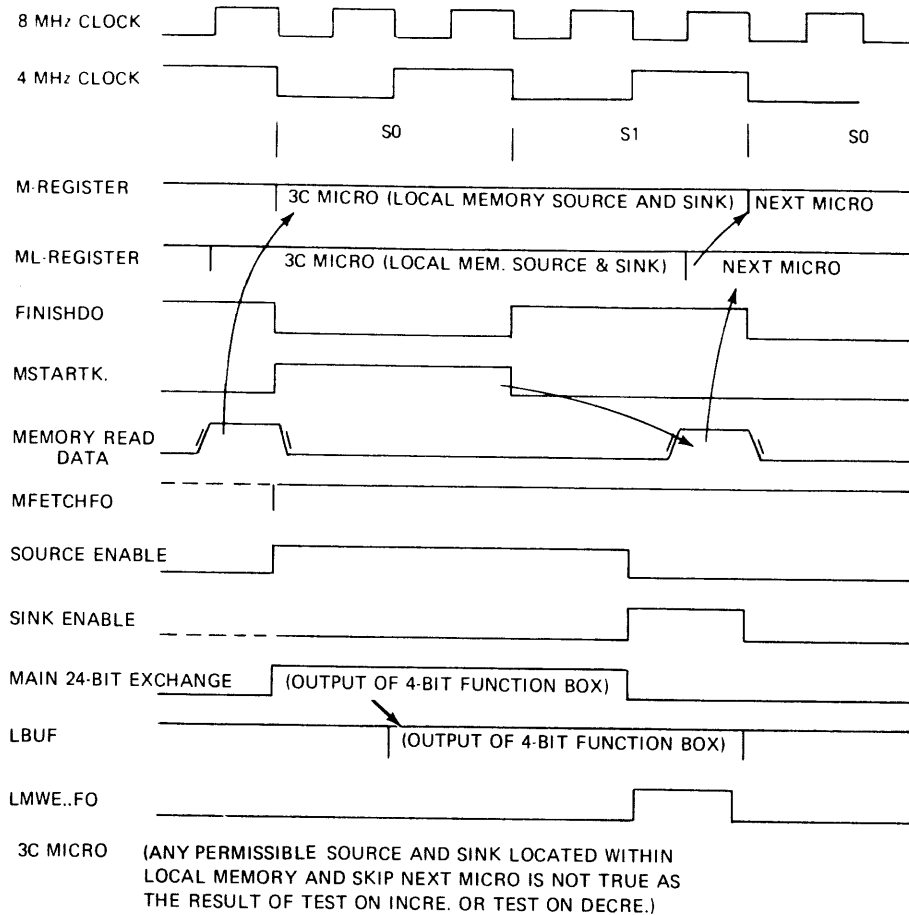 8 MHz CLOCK
4 MHz CLOCK
S0 S1 S0
M-REGISTER 3C MICRO (LOCAL MEMORY SOURCE AND SINK) NEXT MICRO
ML-REGISTER 3C MICRO (LOCAL MEM. SOURCE & SINK) NEXT MICRO
FINISHDO
MSTARTK.
MEMORY READ
DATA
MFETCHFO
SOURCE ENABLE
SINK ENABLE
MAIN 24-BIT EXCHANGE (OUTPUT OF 4-BIT FUNCTION BOX)
LBUF (OUTPUT OF 4-BIT FUNCTION BOX)
LMWE..FO
3C MICRO (ANY PERMISSIBLE SOURCE AND SINK LOCATED WITHIN
LOCAL MEMORY AND SKIP NEXT MICRO IS NOT TRUE AS
THE RESULT OF TEST ON INCRE. OR TEST ON DECRE.)